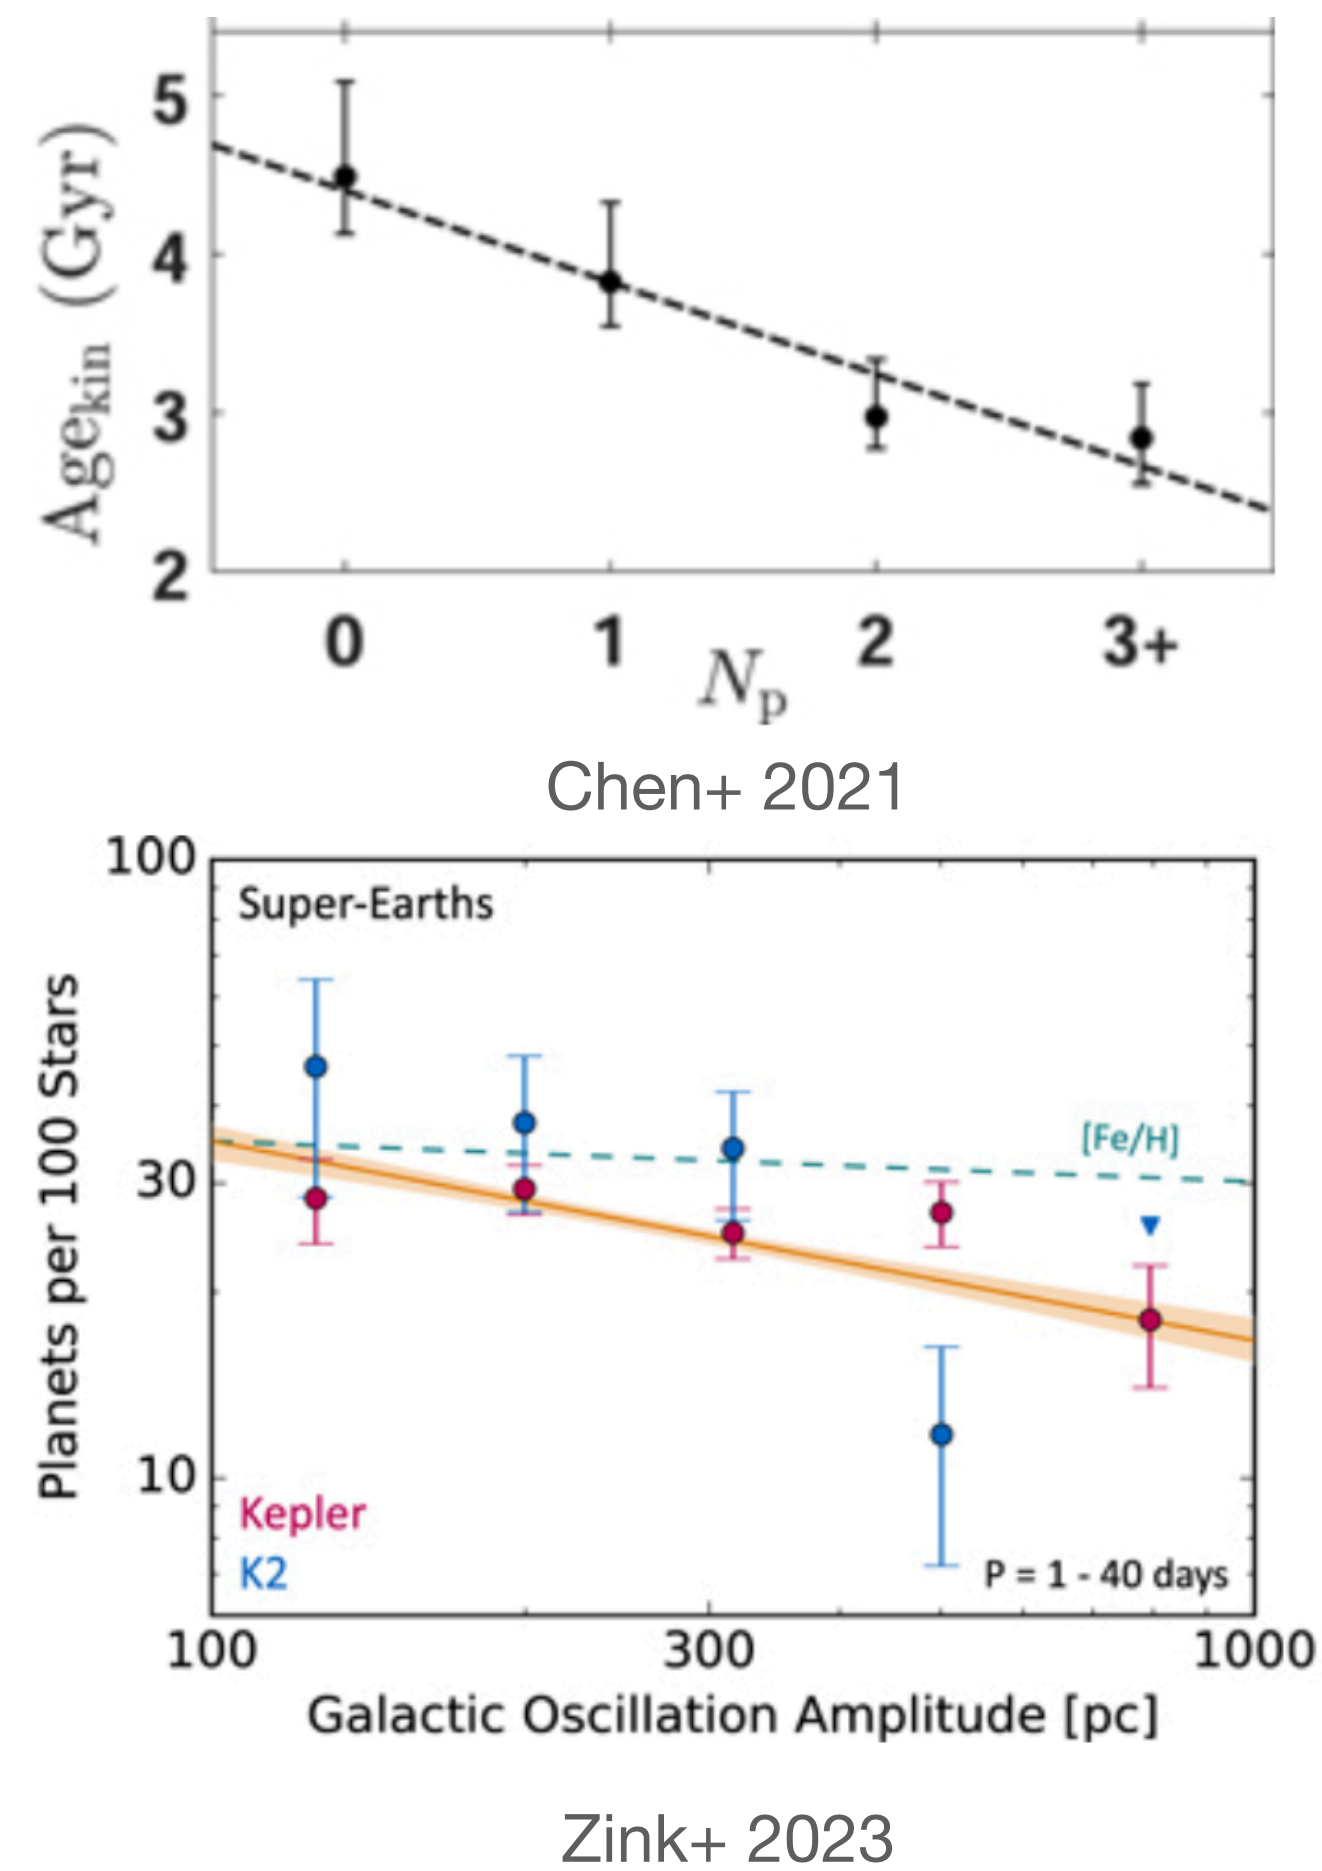 5
4
3
2
Age_kin (Gyr)
0 1 2 3+
N_p
Chen+ 2021
100
30
10
Planets per 100 Stars
Super-Earths
[Fe/H]
Kepler
K2
P = 1 - 40 days
100 300 1000
Galactic Oscillation Amplitude [pc]
Zink+ 2023